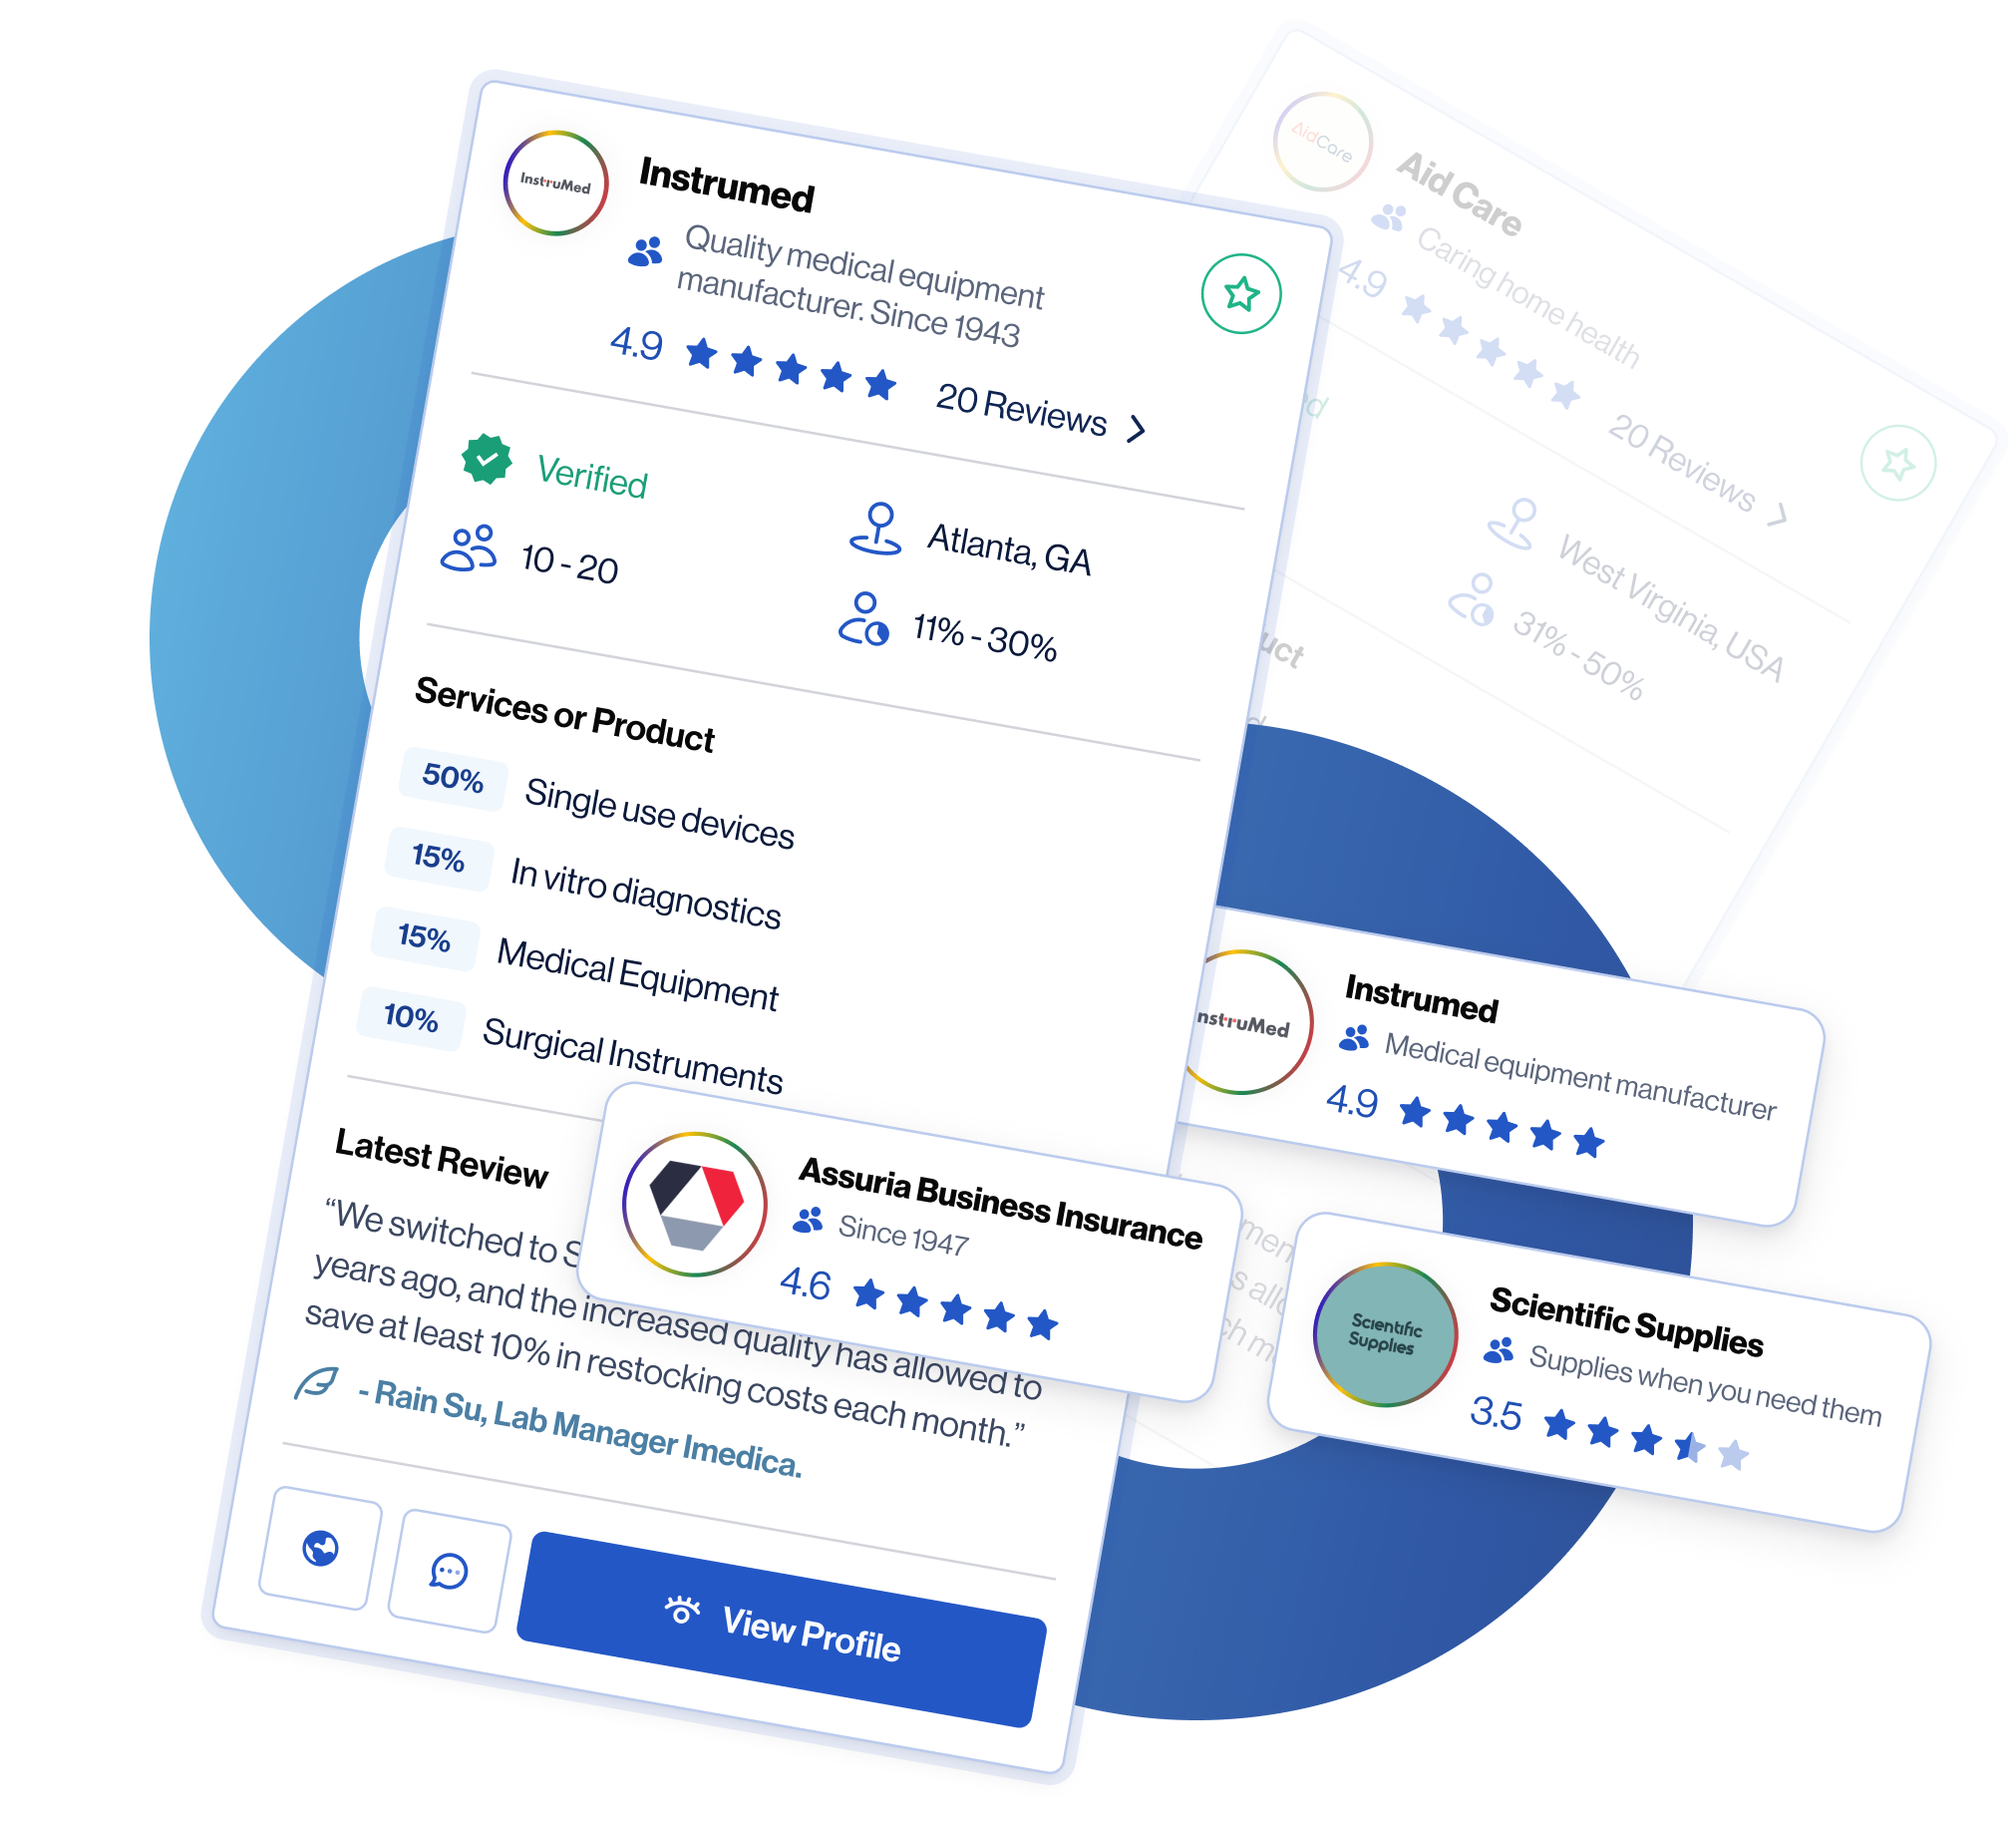 InstruMed
Instrumed
Quality medical equipment
manufacturer. Since 1943
4.9
20 Reviews
Verified
Atlanta, GA
10 - 20
11% - 30%
Services or Product
50% Single use devices
15% In vitro diagnostics
15% Medical Equipment
10% Surgical Instruments
Latest Review
“We switched to S
years ago, and the increased quality has allowed to
save at least 10% in restocking costs each month.”
- Rain Su, Lab Manager Imedica.
View Profile
AidCare
Aid Care
Caring home health
4.9
20 Reviews
West Virginia, USA
31% - 50%
uct
nstruMed
Instrumed
Medical equipment manufacturer
4.9
Assuria Business Insurance
Since 1947
4.6
Scientific
Supplies
Scientific Supplies
Supplies when you need them
3.5